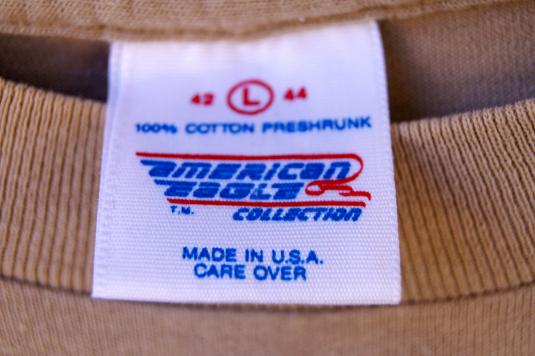 42 L 44
100% COTTON PRESHRUNK
AMERICAN
EAGLE
T.M. COLLECTION
MADE IN U.S.A.
CARE OVER